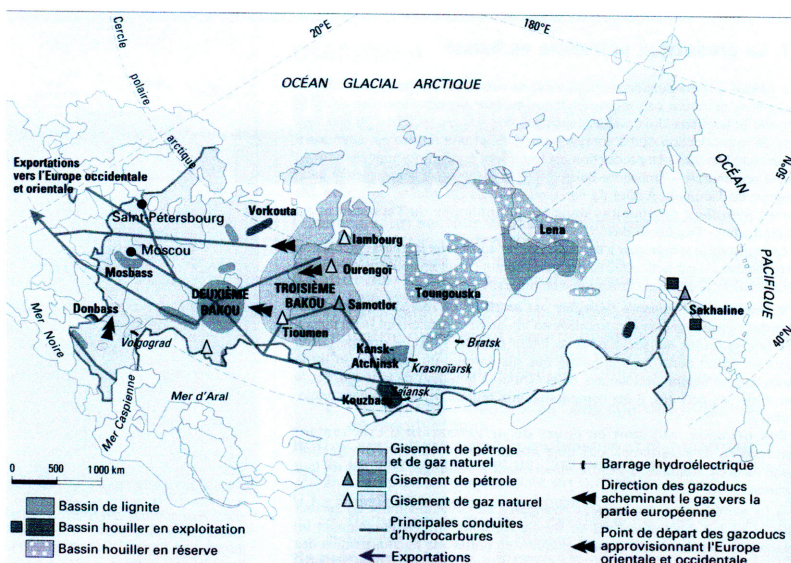 20°E
180°E
Cercle
polaire
arctique
OCÉAN GLACIAL ARCTIQUE
OCÉAN
PACIFIQUE
50°N
40°N
Exportations
vers l'Europe occidentale
et orientale
Saint-Pétersbourg
Vorkouta
Iambourg
Lena
Moscou
Ourengoï
Mosbass
DEUXIÈME
BAKOU
TROISIÈME
BAKOU
Samotlor
Toungouska
Sakhaline
Donbass
Tioumen
Mer Noire
Volgograd
Kansk-
Atchinsk
Bratsk
Krasnoïarsk
Saïansk
Kouzbass
Mer Caspienne
Mer d'Aral
0 500 1 000 km
Bassin de lignite
Bassin houiller en exploitation
Bassin houiller en réserve
Gisement de pétrole
et de gaz naturel
Gisement de pétrole
Gisement de gaz naturel
Principales conduites
d'hydrocarbures
Exportations
Barrage hydroélectrique
Direction des gazoducs
acheminant le gaz vers la
partie européenne
Point de départ des gazoducs
approvisionnant l'Europe
orientale et occidentale